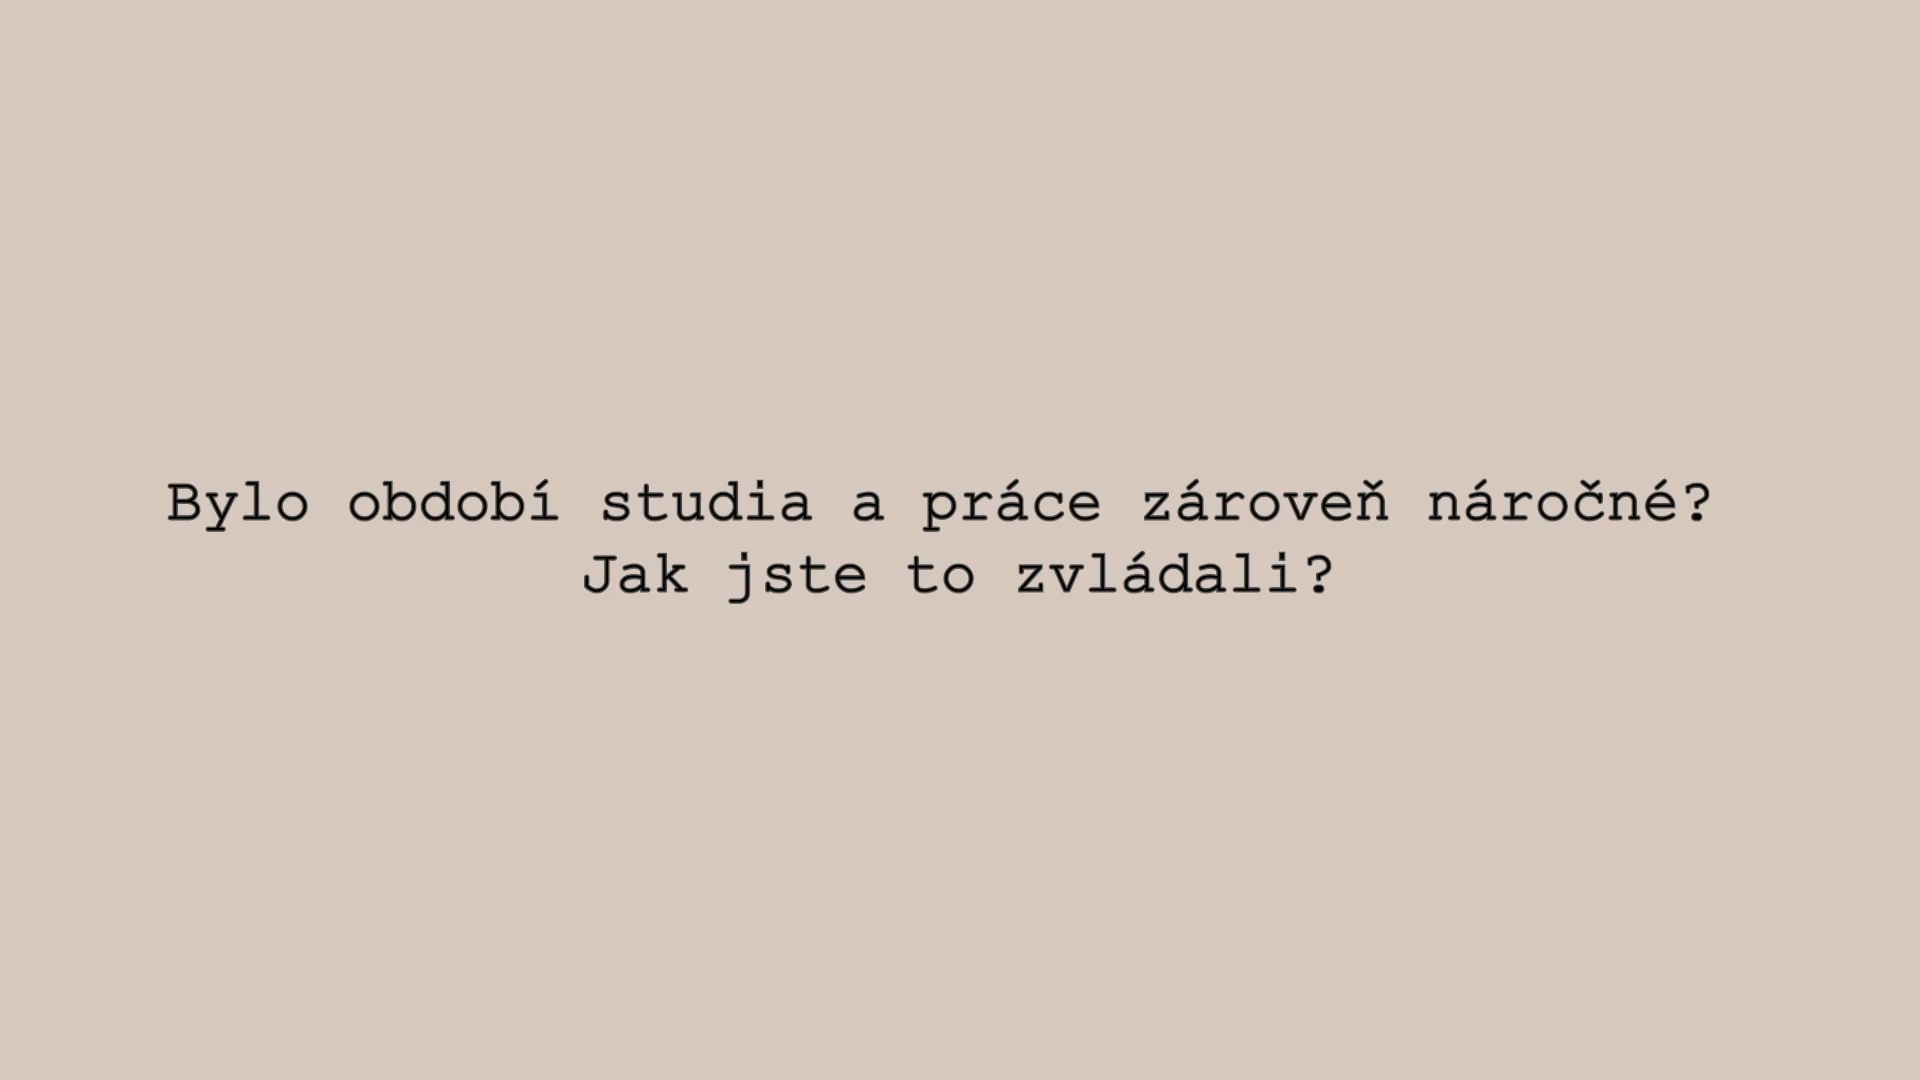 Bylo období studia a práce zároveň náročné?
Jak jste to zvládali?